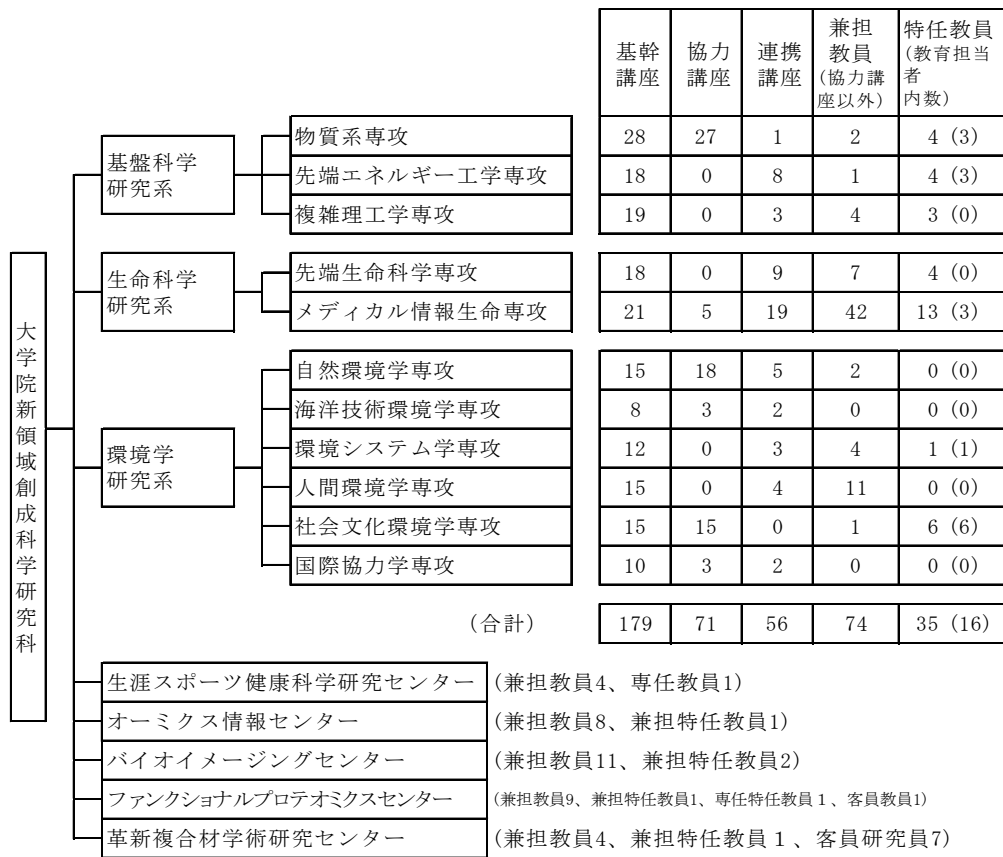 基幹
講座
協力
講座
連携
講座
兼担
教員
(協力講
座以外)
特任教員
(教育担当
者
内数)
大学院新領域創成科学研究科
基盤科学
研究系
物質系専攻 28 27 1 2 4 (3)
先端エネルギー工学専攻 18 0 8 1 4 (3)
複雑理工学専攻 19 0 3 4 3 (0)
生命科学
研究系
先端生命科学専攻 18 0 9 7 4 (0)
メディカル情報生命専攻 21 5 19 42 13 (3)
環境学
研究系
自然環境学専攻 15 18 5 2 0 (0)
海洋技術環境学専攻 8 3 2 0 0 (0)
環境システム学専攻 12 0 3 4 1 (1)
人間環境学専攻 15 0 4 11 0 (0)
社会文化環境学専攻 15 15 0 1 6 (6)
国際協力学専攻 10 3 2 0 0 (0)
(合計) 179 71 56 74 35 (16)
生涯スポーツ健康科学研究センター (兼担教員4、専任教員1)
オーミクス情報センター (兼担教員8、兼担特任教員1)
バイオイメージングセンター (兼担教員11、兼担特任教員2)
ファンクショナルプロテオミクスセンター (兼担教員9、兼担特任教員1、専任特任教員１、客員教員1)
革新複合材学術研究センター (兼担教員4、兼担特任教員１、客員研究員7)